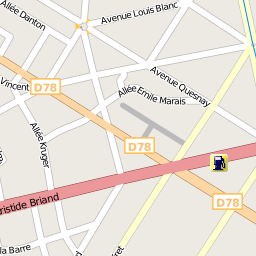 Allée Danton
Avenue Louis Blanc
Vincent
D78
Avenue Quesnay
Allée Emile Marais
Allée Kruger
D78
D78
ristide Briand
la Barre